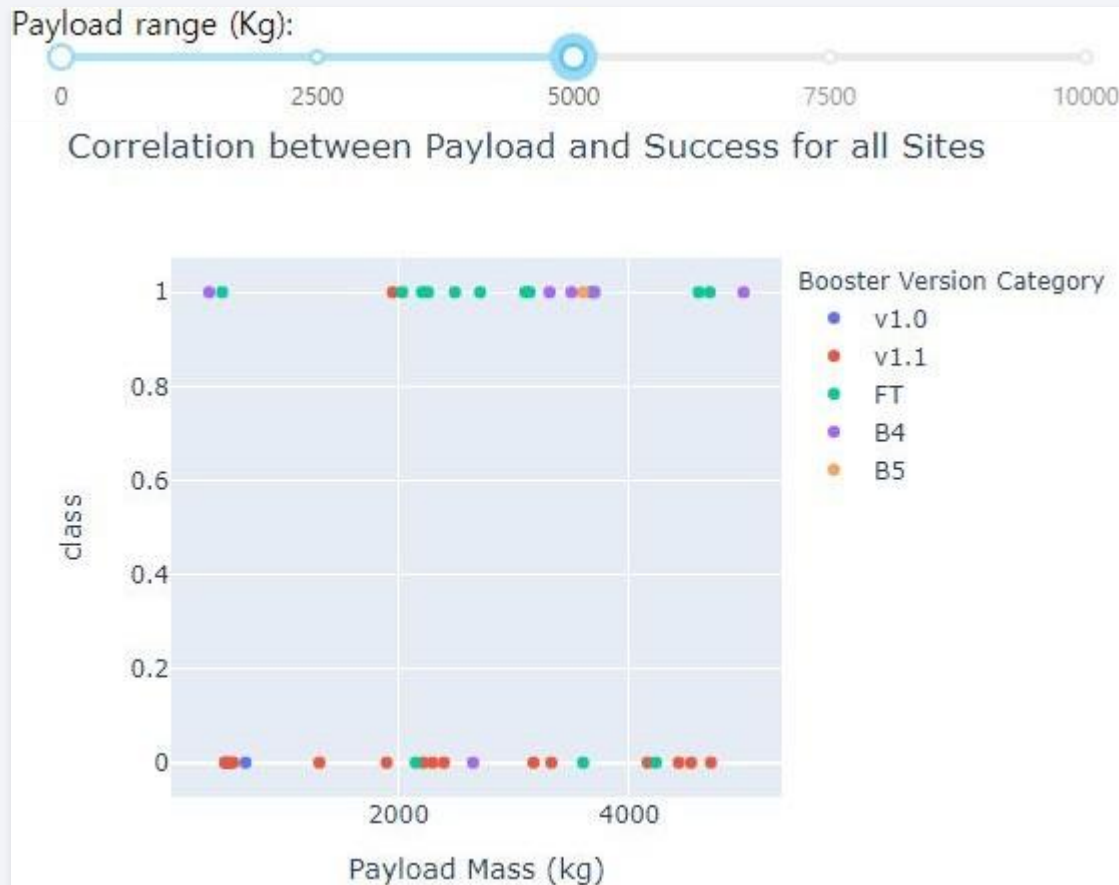 Payload range (Kg):
0 2500 5000 7500 10000
Correlation between Payload and Success for all Sites
Booster Version Category
v1.0
v1.1
FT
B4
B5
1
0.8
0.6
0.4
0.2
0
class
2000 4000
Payload Mass (kg)